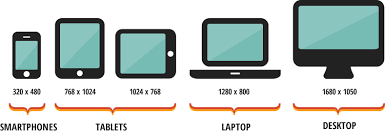 320 x 480
768 x 1024
1024 x 768
1280 x 800
1680 x 1050
SMARTPHONES
TABLETS
LAPTOP
DESKTOP